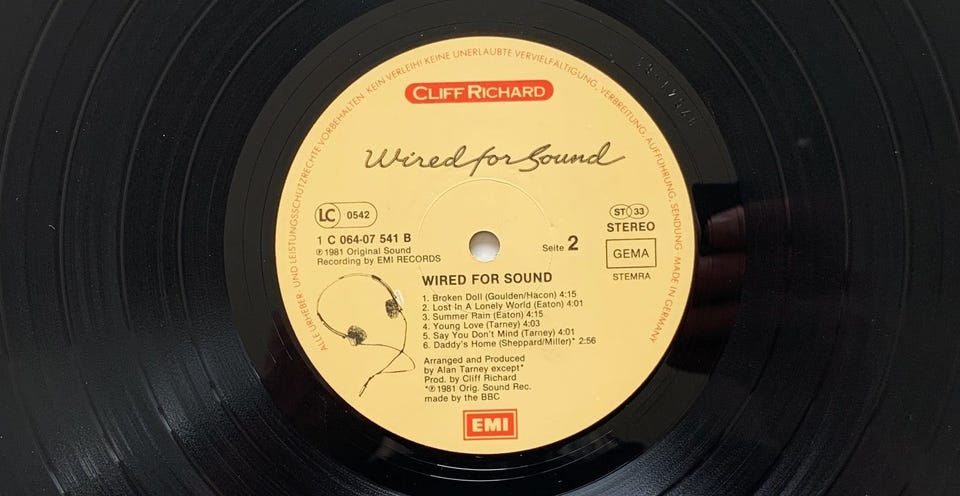 ALLE URHEBER- UND LEISTUNGSSCHUTZRECHTE VORBEHALTEN · KEIN VERLEIH! KEINE UNERLAUBTE VERVIELFÄLTIGUNG, VERBREITUNG, AUFFÜHRUNG, SENDUNG · MADE IN GERMANY
CLIFF RICHARD
Wired for Sound
LC 0542
1 C 064-07 541 B
℗ 1981 Original Sound
Recording by EMI RECORDS
Seite 2
ST 33
STEREO
GEMA
STEMRA
WIRED FOR SOUND
1. Broken Doll (Goulden/Hacon) 4:15
2. Lost In A Lonely World (Eaton) 4:01
3. Summer Rain (Eaton) 4:15
4. Young Love (Tarney) 4:03
5. Say You Don't Mind (Tarney) 4:01
6. Daddy's Home (Sheppard/Miller)* 2:56
Arranged and Produced
by Alan Tarney except*
Prod. by Cliff Richard
*℗ 1981 Orig. Sound Rec.
made by the BBC
EMI